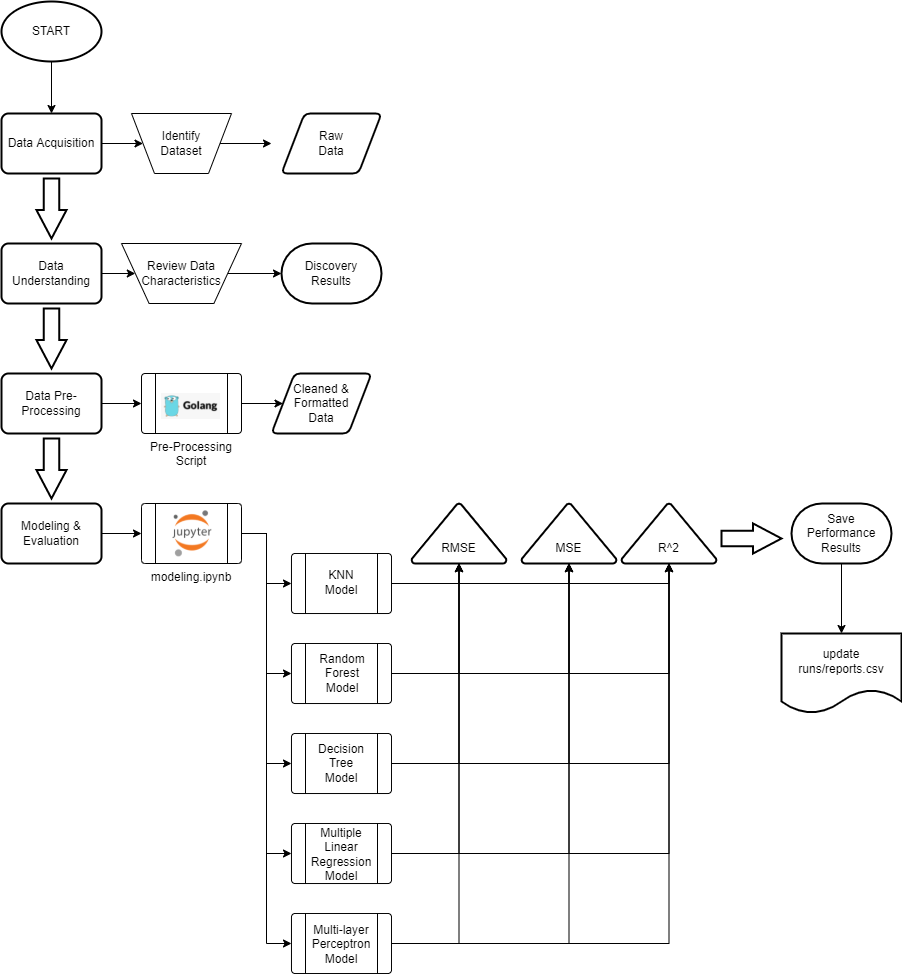 START
Data Acquisition
Identify
Dataset
Raw
Data
Data
Understanding
Review Data
Characteristics
Discovery
Results
Data Pre-
Processing
Golang
Pre-Processing
Script
Cleaned &
Formatted
Data
Modeling &
Evaluation
jupyter
modeling.ipynb
RMSE
MSE
R^2
Save
Performance
Results
update
runs/reports.csv
KNN
Model
Random
Forest
Model
Decision
Tree
Model
Multiple
Linear
Regression
Model
Multi-layer
Perceptron
Model